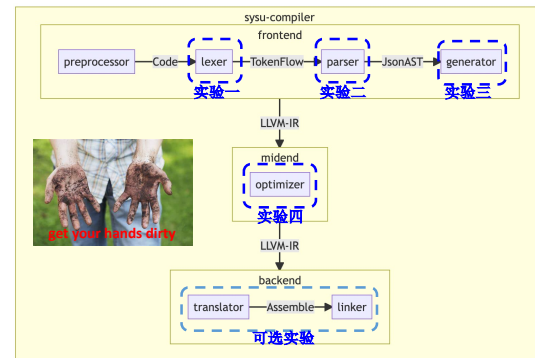 sysu-compiler
frontend
preprocessor
Code
lexer
TokenFlow
parser
JsonAST
generator
实验一
实验二
实验三
LLVM-IR
midend
optimizer
实验四
get your hands dirty
LLVM-IR
backend
translator
Assemble
linker
可选实验